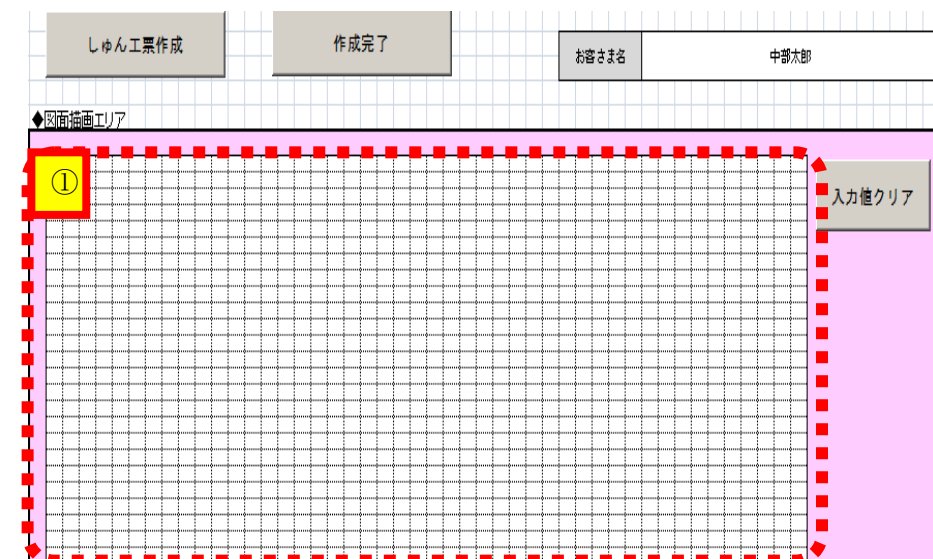 しゅん工票作成
作成完了
お客さま名
中部太郎
◆図面描画エリア
①
入力値クリア